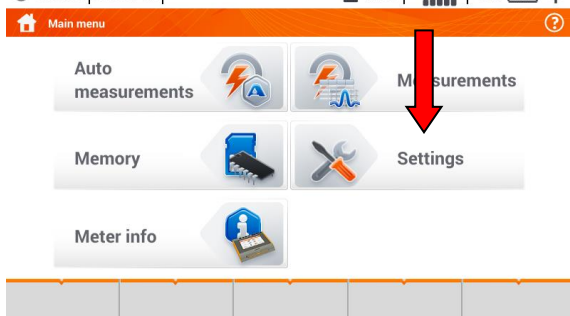 Main menu
?
Auto
measurements
Measurements
Memory
Settings
Meter info